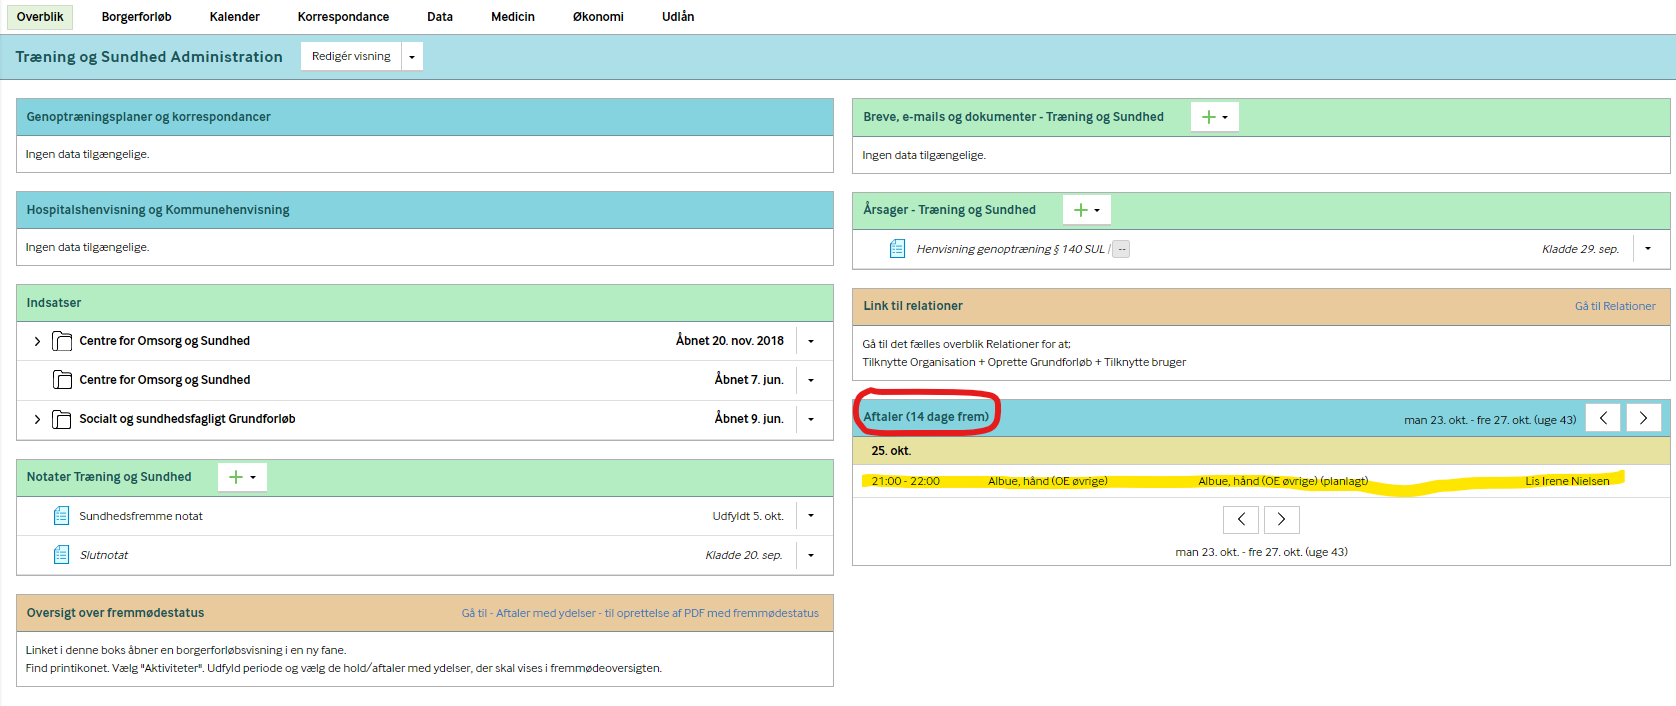 Overblik Borgerforløb Kalender Korrespondance Data Medicin Økonomi Udlån
Træning og Sundhed Administration Redigér visning
Genoptræningsplaner og korrespondancer
Ingen data tilgængelige.
Hospitalshenvisning og Kommunehenvisning
Ingen data tilgængelige.
Indsatser
Centre for Omsorg og Sundhed Åbnet 20. nov. 2018
Centre for Omsorg og Sundhed Åbnet 7. jun.
Socialt og sundhedsfagligt Grundforløb Åbnet 9. jun.
Notater Træning og Sundhed
Sundhedsfremme notat Udfyldt 5. okt.
Slutnotat Kladde 20. sep.
Oversigt over fremmødestatus Gå til - Aftaler med ydelser - til oprettelse af PDF med fremmødestatus
Linket i denne boks åbner en borgerforløbsvisning i en ny fane.
Find printikonet. Vælg "Aktiviteter". Udfyld periode og vælg de hold/aftaler med ydelser, der skal vises i fremmødeoversigten.
Breve, e-mails og dokumenter - Træning og Sundhed
Ingen data tilgængelige.
Årsager - Træning og Sundhed
Henvisning genoptræning § 140 SUL | -- Kladde 29. sep.
Link til relationer Gå til Relationer
Gå til det fælles overblik Relationer for at;
Tilknytte Organisation + Oprette Grundforløb + Tilknytte bruger
Aftaler (14 dage frem) man 23. okt. - fre 27. okt. (uge 43)
25. okt.
21:00 - 22:00 Albue, hånd (OE øvrige) Albue, hånd (OE øvrige) (planlagt) Lis Irene Nielsen
man 23. okt. - fre 27. okt. (uge 43)